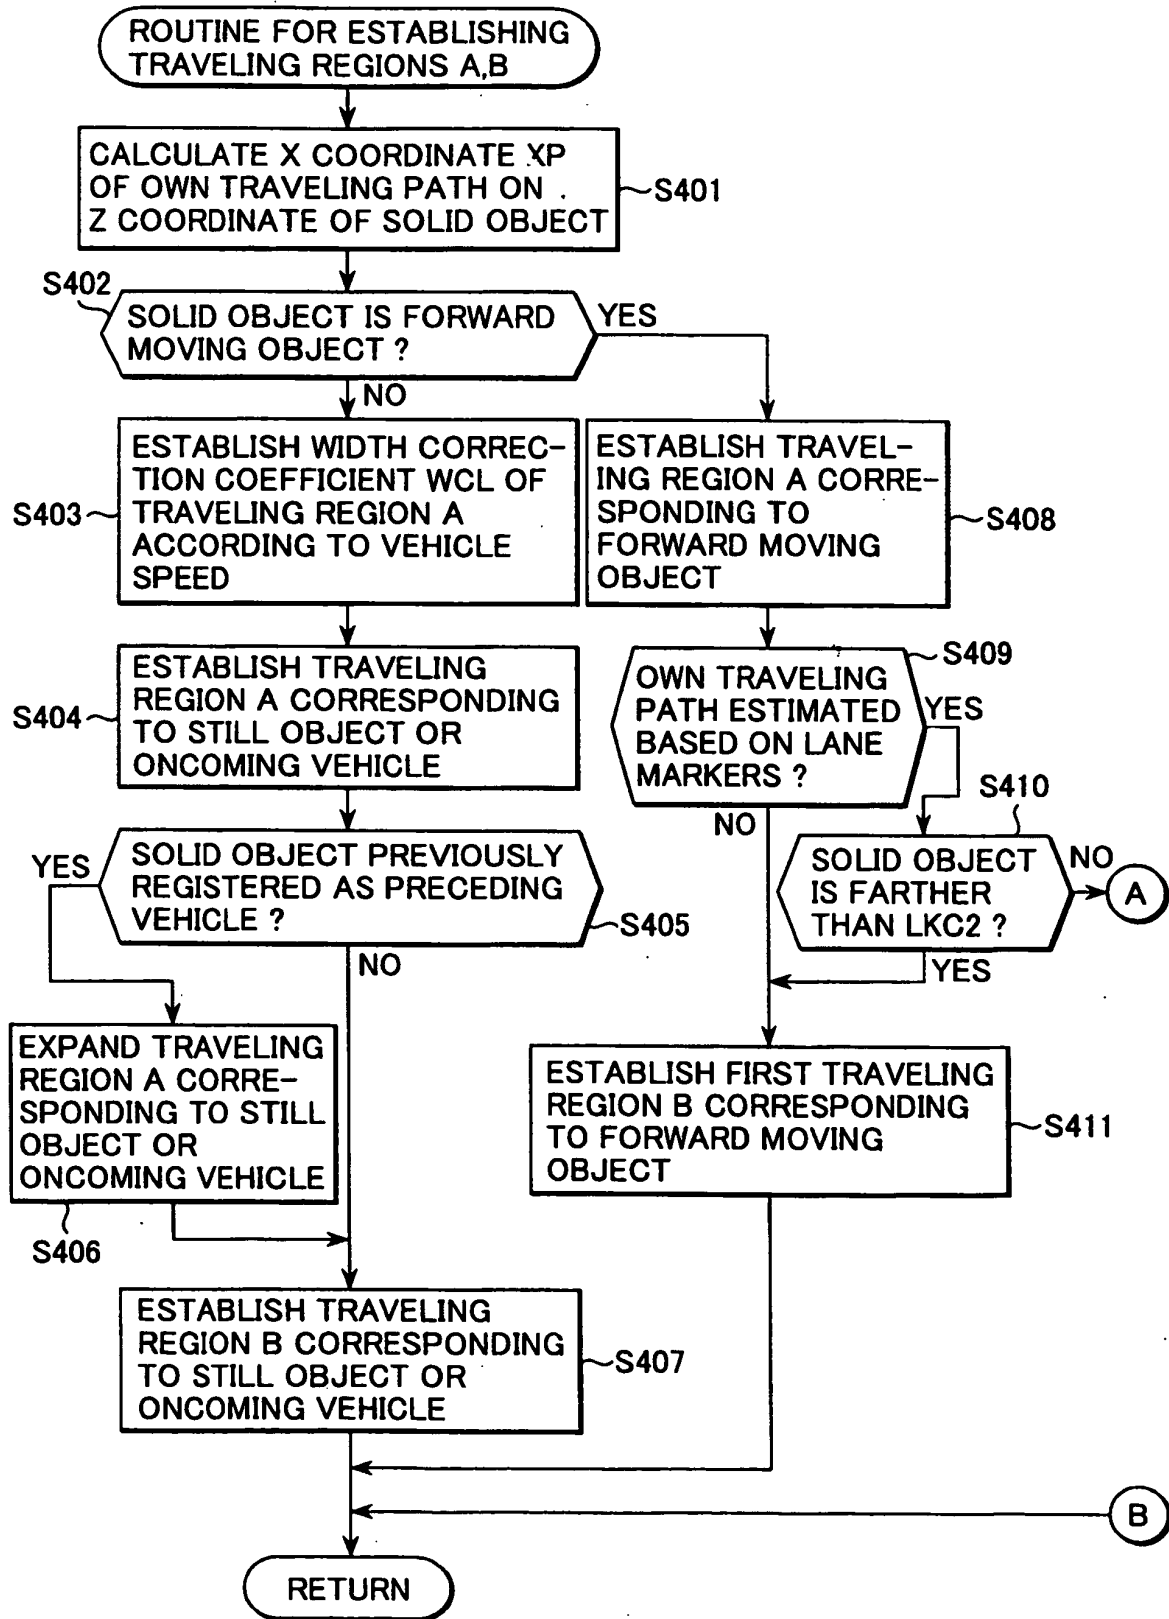 ROUTINE FOR ESTABLISHING
TRAVELING REGIONS A,B
CALCULATE X COORDINATE XP
OF OWN TRAVELING PATH ON
Z COORDINATE OF SOLID OBJECT
S401
S402
SOLID OBJECT IS FORWARD
MOVING OBJECT ?
YES
NO
ESTABLISH WIDTH CORREC-
TION COEFFICIENT WCL OF
TRAVELING REGION A
ACCORDING TO VEHICLE
SPEED
S403
ESTABLISH TRAVEL-
ING REGION A CORRE-
SPONDING TO
FORWARD MOVING
OBJECT
S408
ESTABLISH TRAVELING
REGION A CORRESPONDING
TO STILL OBJECT OR
ONCOMING VEHICLE
S404
S409
OWN TRAVELING
PATH ESTIMATED
BASED ON LANE
MARKERS ?
YES
NO
S410
SOLID OBJECT
IS FARTHER
THAN LKC2 ?
NO
A
YES
YES
SOLID OBJECT PREVIOUSLY
REGISTERED AS PRECEDING
VEHICLE ?
S405
NO
EXPAND TRAVELING
REGION A CORRE-
SPONDING TO STILL
OBJECT OR
ONCOMING VEHICLE
S406
ESTABLISH FIRST TRAVELING
REGION B CORRESPONDING
TO FORWARD MOVING
OBJECT
S411
ESTABLISH TRAVELING
REGION B CORRESPONDING
TO STILL OBJECT OR
ONCOMING VEHICLE
S407
B
RETURN